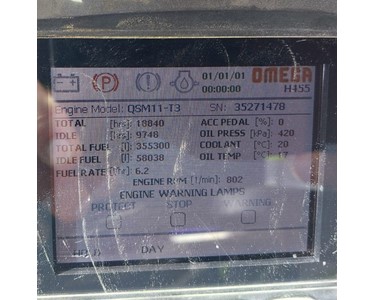 01/01/01 OMEGA
00:00:00 H455
Engine Model: QSM11-T3 SN: 35271478
TOTAL [hrs]: 18840 ACC PEDAL [%]: 0
IDLE [hrs]: 9748 OIL PRESS [kPa]: 420
TOTAL FUEL [l]: 355300 COOLANT [°C]: 20
IDLE FUEL [l]: 58038 OIL TEMP [°C]: 17
FUEL RATE 6.2
ENGINE RPM [r/min]: 802
ENGINE WARNING LAMPS
PROTECT STOP WARNING
DAY